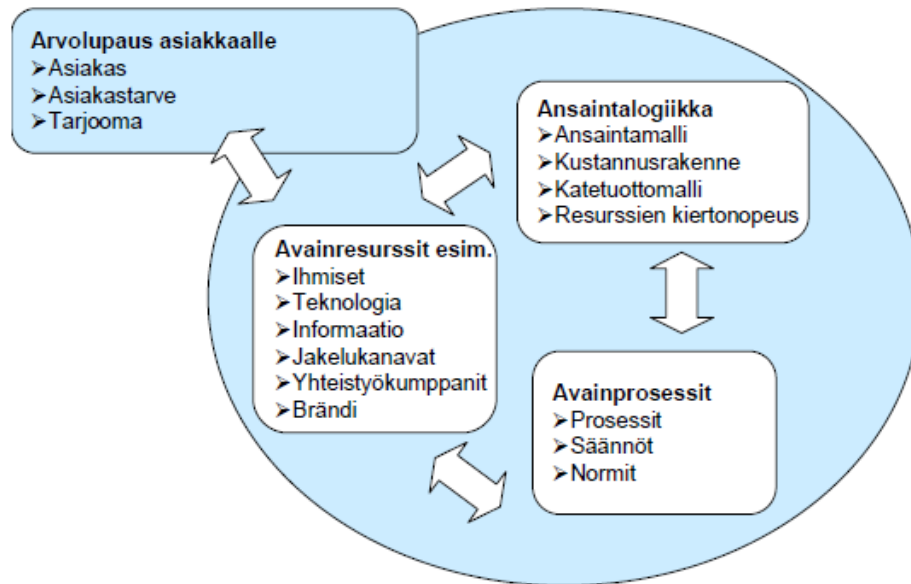 Arvolupaus asiakkaalle
➢Asiakas
➢Asiakastarve
➢Tarjooma
Ansaintalogiikka
➢Ansaintamalli
➢Kustannusrakenne
➢Katetuottomalli
➢Resurssien kiertonopeus
Avainresurssit esim.
➢Ihmiset
➢Teknologia
➢Informaatio
➢Jakelukanavat
➢Yhteistyökumppanit
➢Brändi
Avainprosessit
➢Prosessit
➢Säännöt
➢Normit